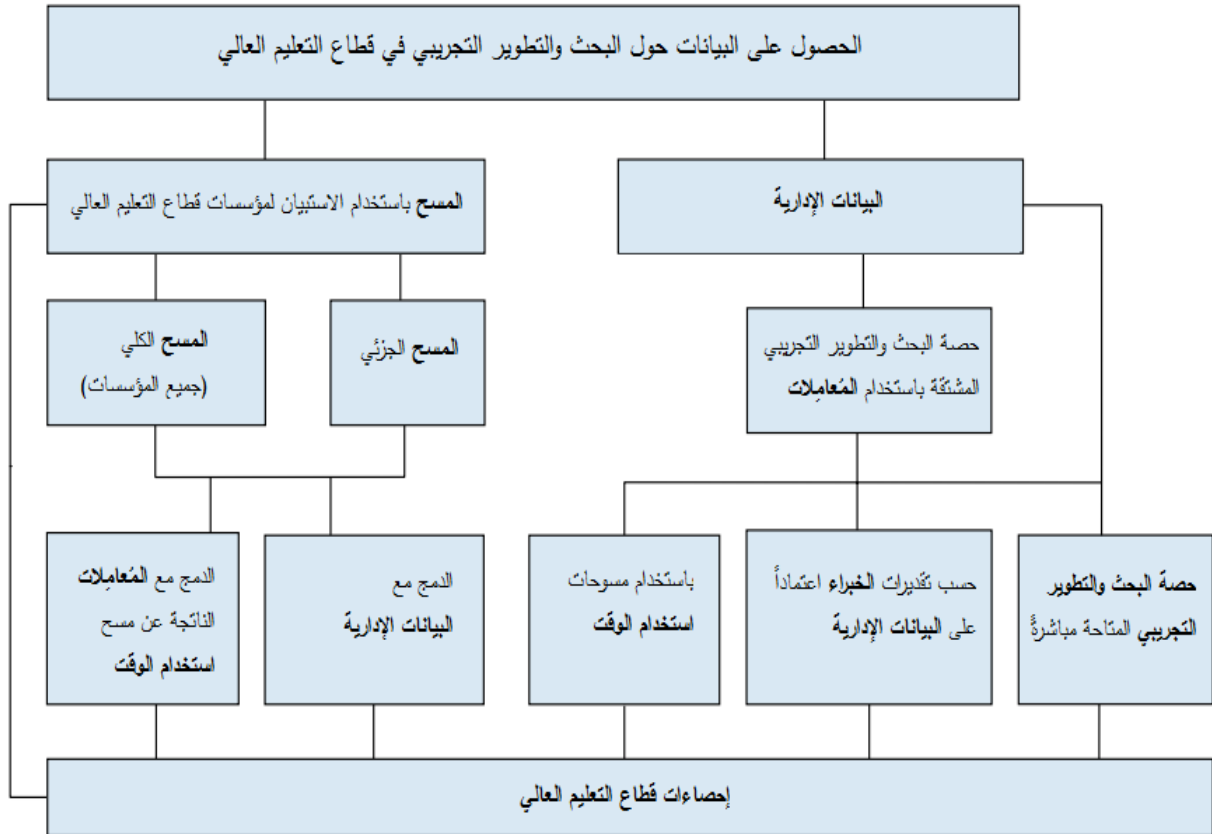 الحصول على البيانات حول البحث والتطوير التجريبي في قطاع التعليم العالي
البيانات الإدارية
المسح باستخدام الاستبيان لمؤسسات قطاع التعليم العالي
حصة البحث والتطوير التجريبي
المشتقة باستخدام المُعامِلات
المسح الجزئي
المسح الكلي
(جميع المؤسسات)
حصة البحث والتطوير
التجريبي المتاحة مباشرةً
حسب تقديرات الخبراء اعتماداً
على البيانات الإدارية
باستخدام مسوحات
استخدام الوقت
الدمج مع
البيانات الإدارية
الدمج مع المُعامِلات
الناتجة عن مسح
استخدام الوقت
إحصاءات قطاع التعليم العالي